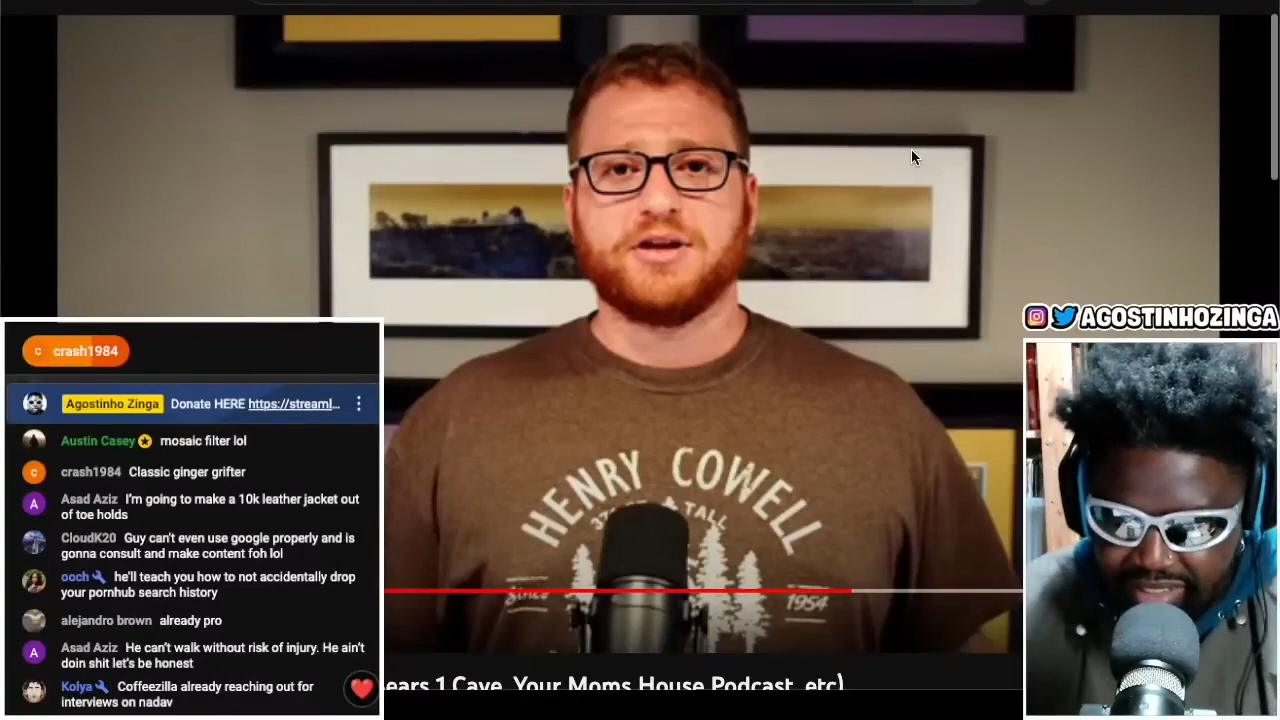 HENRY COWELL
TALL
Since
1954
AGOSTINHOZINGA
C crash1984
Agostinho Zinga Donate HERE https://streaml...
Austin Casey mosaic filter lol
C crash1984 Classic ginger grifter
A Asad Aziz I'm going to make a 10k leather jacket out
of toe holds
CloudK20 Guy can't even use google properly and is
gonna consult and make content foh lol
ooch he'll teach you how to not accidentally drop
your pornhub search history
alejandro brown already pro
A Asad Aziz He can't walk without risk of injury. He ain't
doin shit let's be honest
Kolya Coffeezilla already reaching out for
interviews on nadav
ears 1 Cave, Your Moms House Podcast, etc)